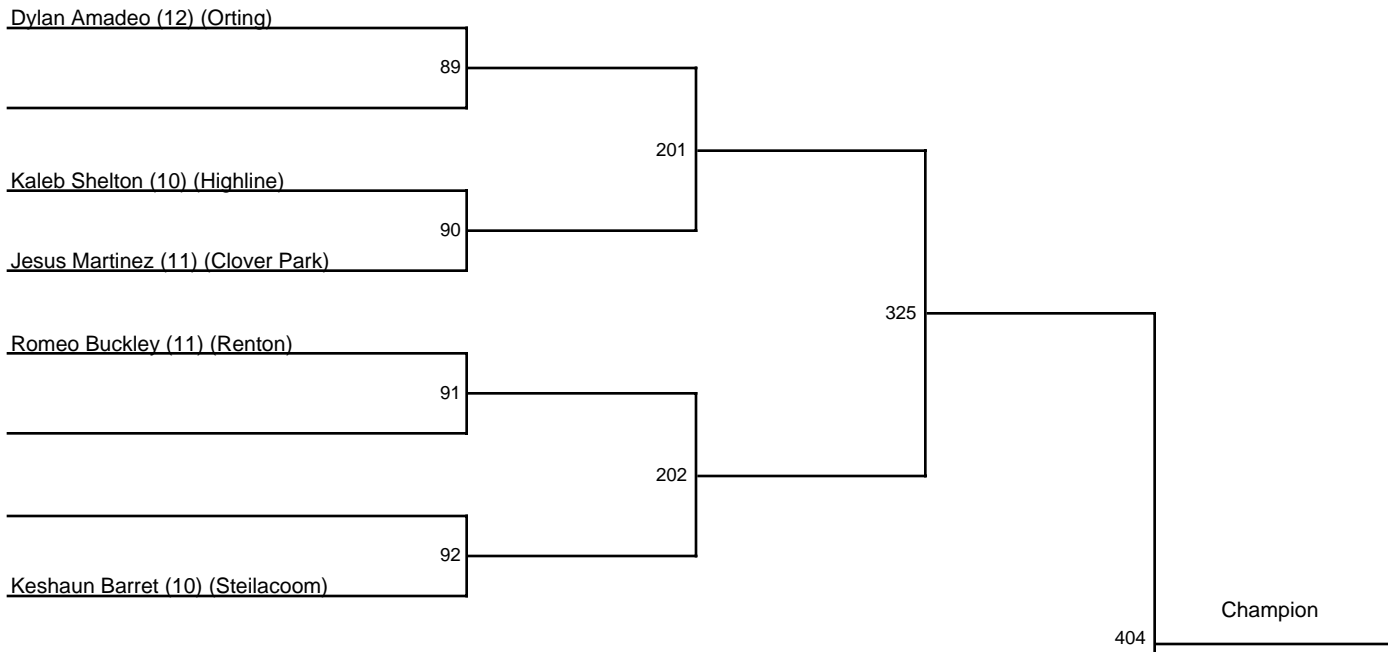 Dylan Amadeo (12) (Orting)
89
201
Kaleb Shelton (10) (Highline)
90
Jesus Martinez (11) (Clover Park)
325
Romeo Buckley (11) (Renton)
91
202
92
Keshaun Barret (10) (Steilacoom)
Champion
404